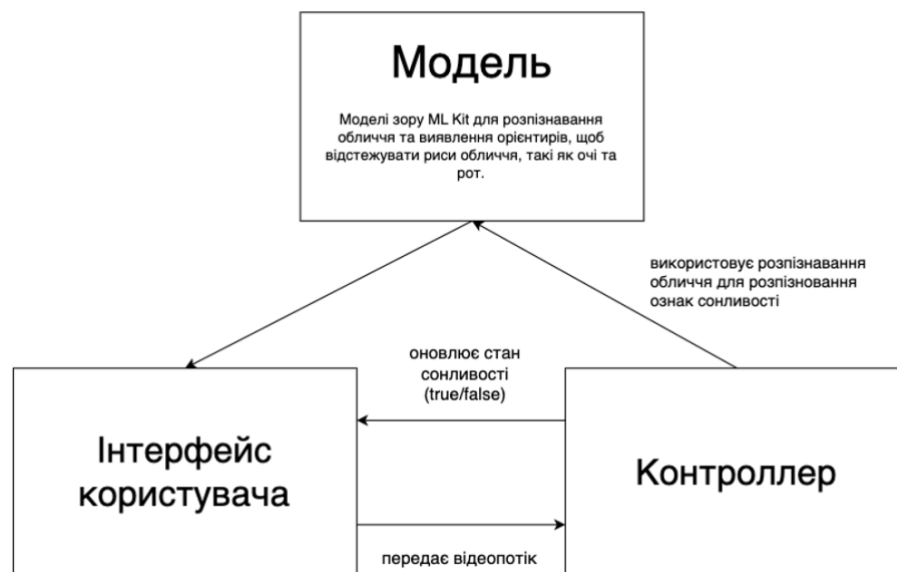 Модель
Моделі зору ML Kit для розпізнавання
обличчя та виявлення орієнтирів, щоб
відстежувати риси обличчя, такі як очі та
рот.
використовує розпізнавання
обличчя для розпізновання
ознак сонливості
оновлює стан
сонливості
(true/false)
Інтерфейс
користувача
Контроллер
передає відеопотік